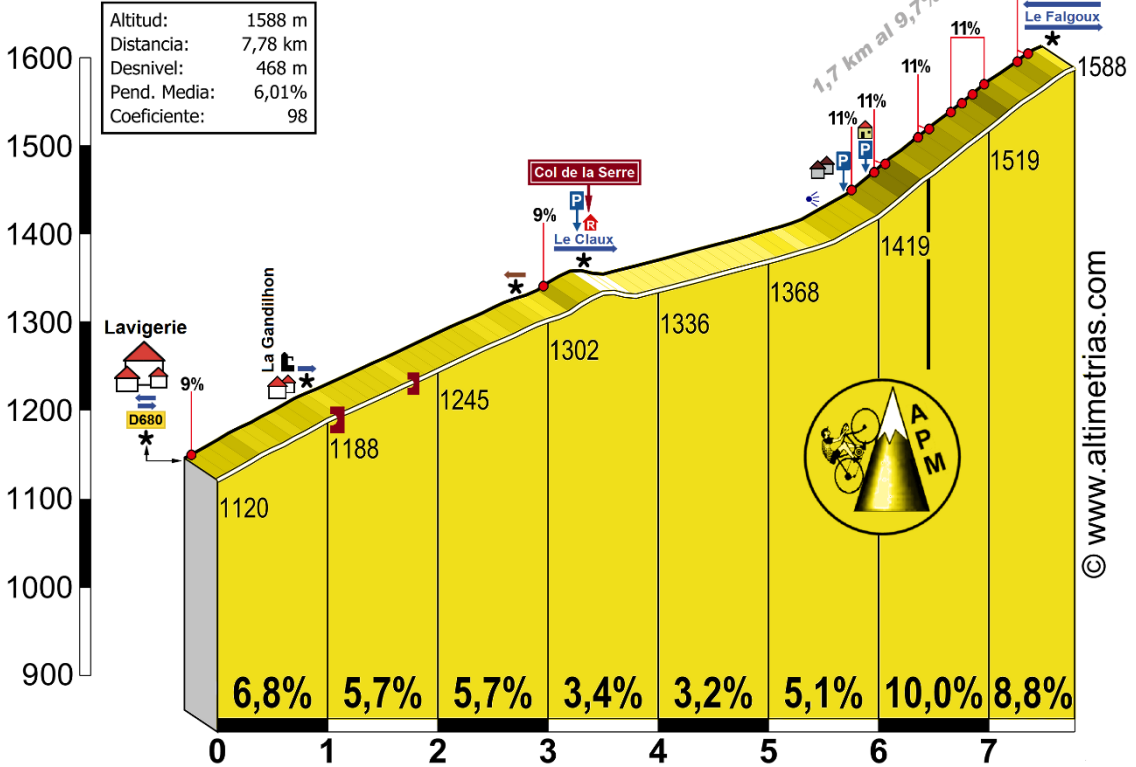 Altitud: 1588 m
Distancia: 7,78 km
Desnivel: 468 m
Pend. Media: 6,01%
Coeficiente: 98
Le Falgoux
1,7 km al 9,7%
11%
11%
11%
11%
9%
9%
Col de la Serre
P
R
Le Claux
P
P
La Gandilhon
Lavigerie
D680
1600
1500
1400
1300
1200
1100
1000
900
1120
1188
1245
1302
1336
1368
1419
1519
1588
APM
© www.altimetrias.com
6,8% 5,7% 5,7% 3,4% 3,2% 5,1% 10,0% 8,8%
0 1 2 3 4 5 6 7